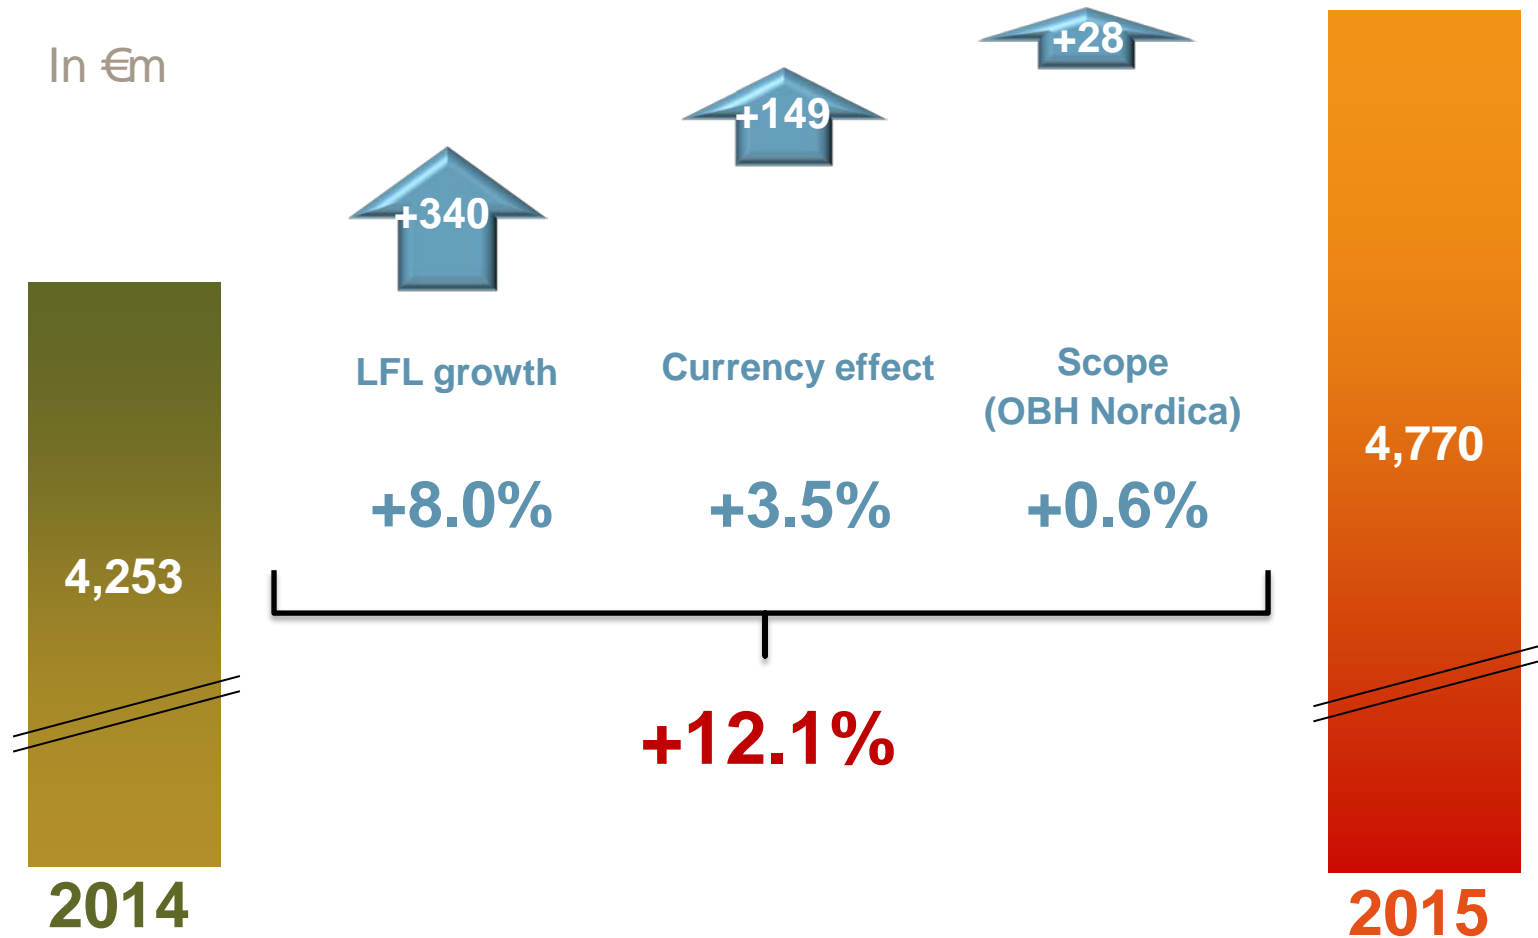 In €m
+340
+149
+28
LFL growth
Currency effect
Scope
(OBH Nordica)
+8.0%
+3.5%
+0.6%
4,253
4,770
+12.1%
2014
2015